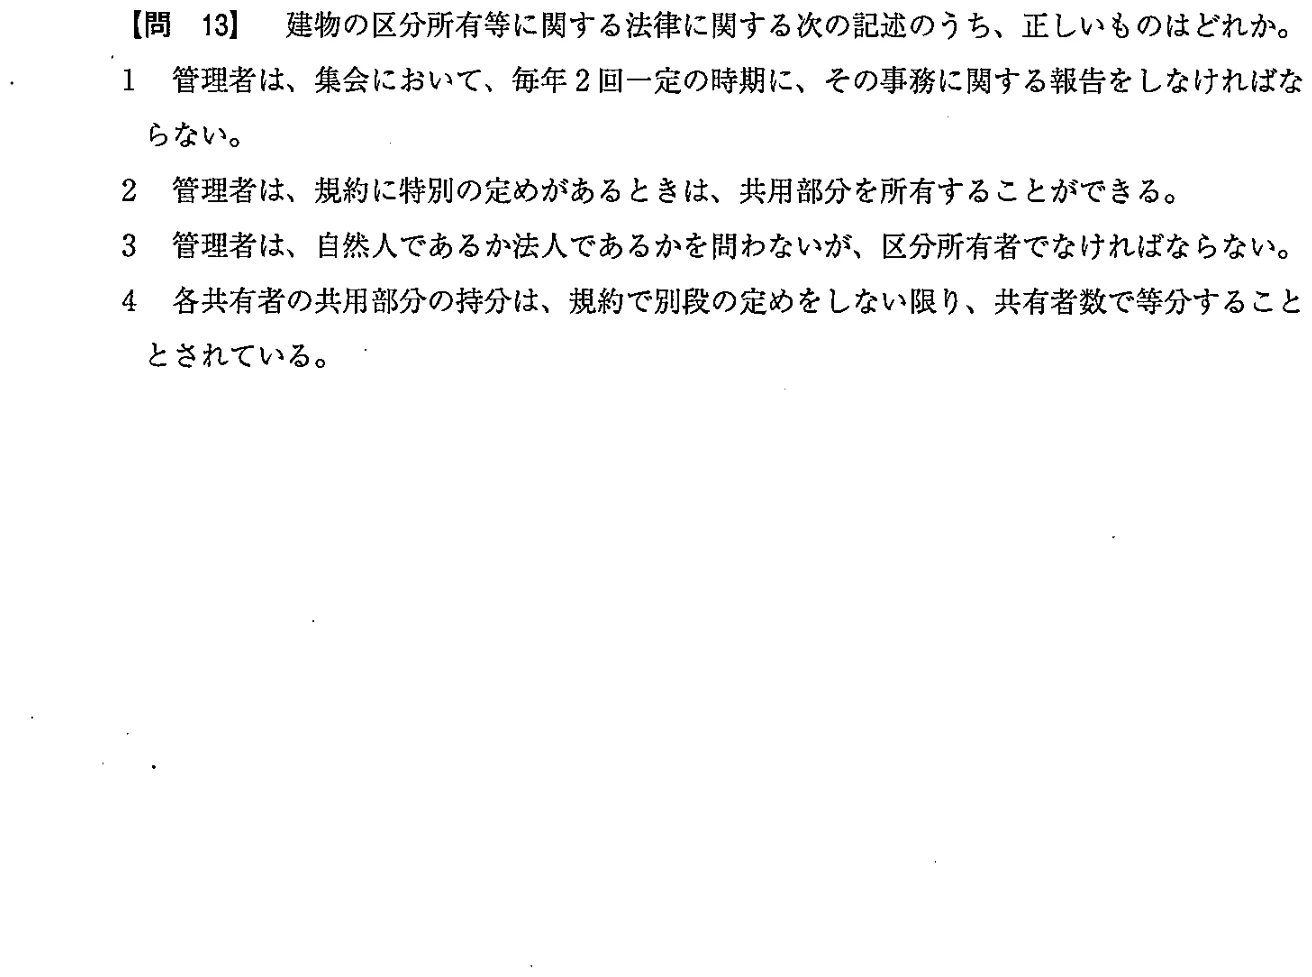 【問　13】　建物の区分所有等に関する法律に関する次の記述のうち、正しいものはどれか。
1　管理者は、集会において、毎年2回一定の時期に、その事務に関する報告をしなければな
らない。
2　管理者は、規約に特別の定めがあるときは、共用部分を所有することができる。
3　管理者は、自然人であるか法人であるかを問わないが、区分所有者でなければならない。
4　各共有者の共用部分の持分は、規約で別段の定めをしない限り、共有者数で等分すること
とされている。